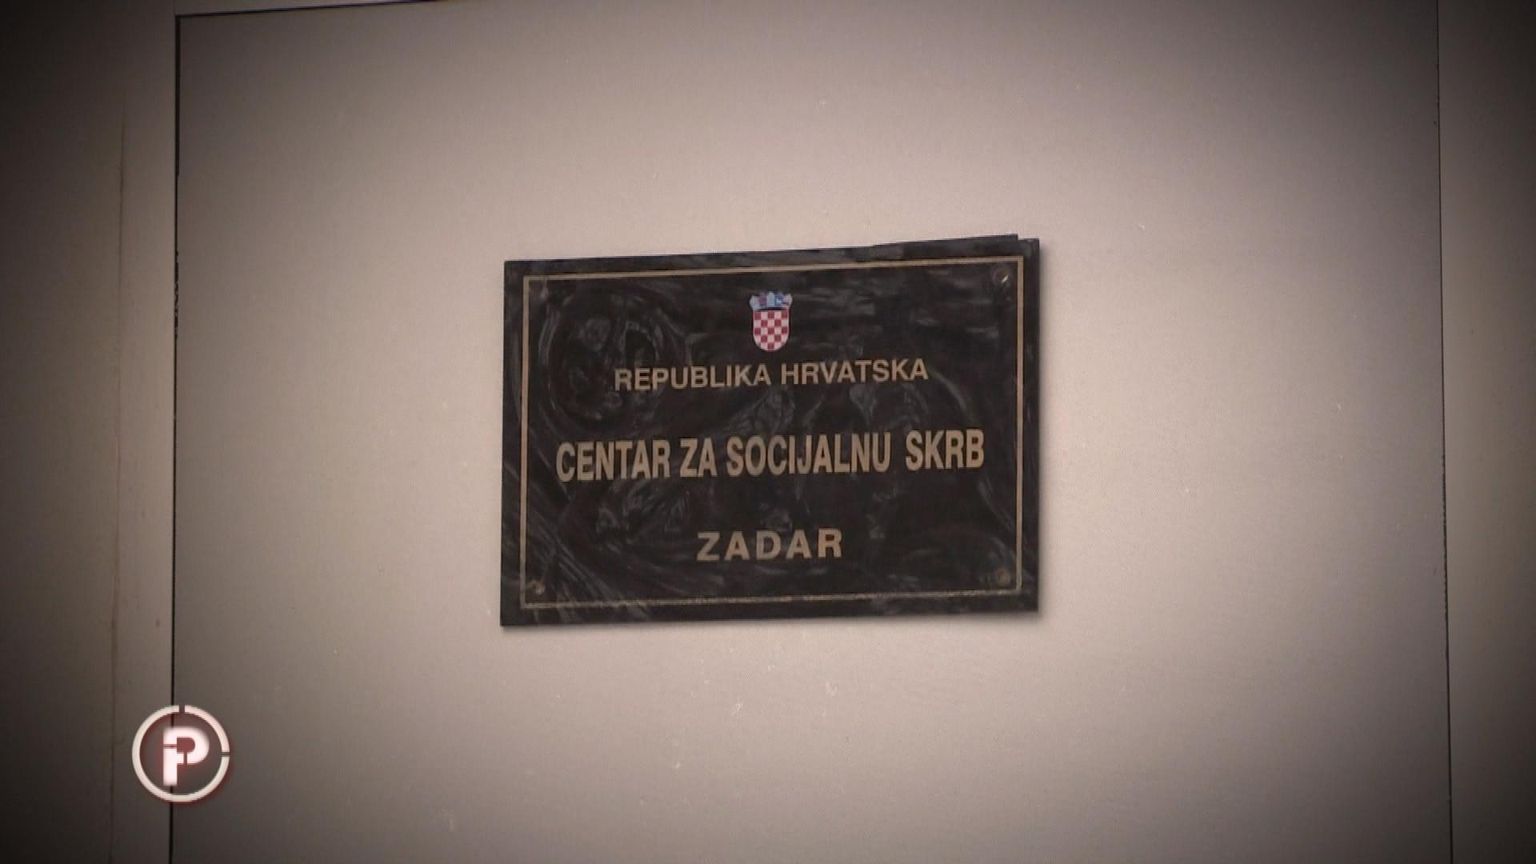 REPUBLIKA HRVATSKA
CENTAR ZA SOCIJALNU SKRB
ZADAR
P